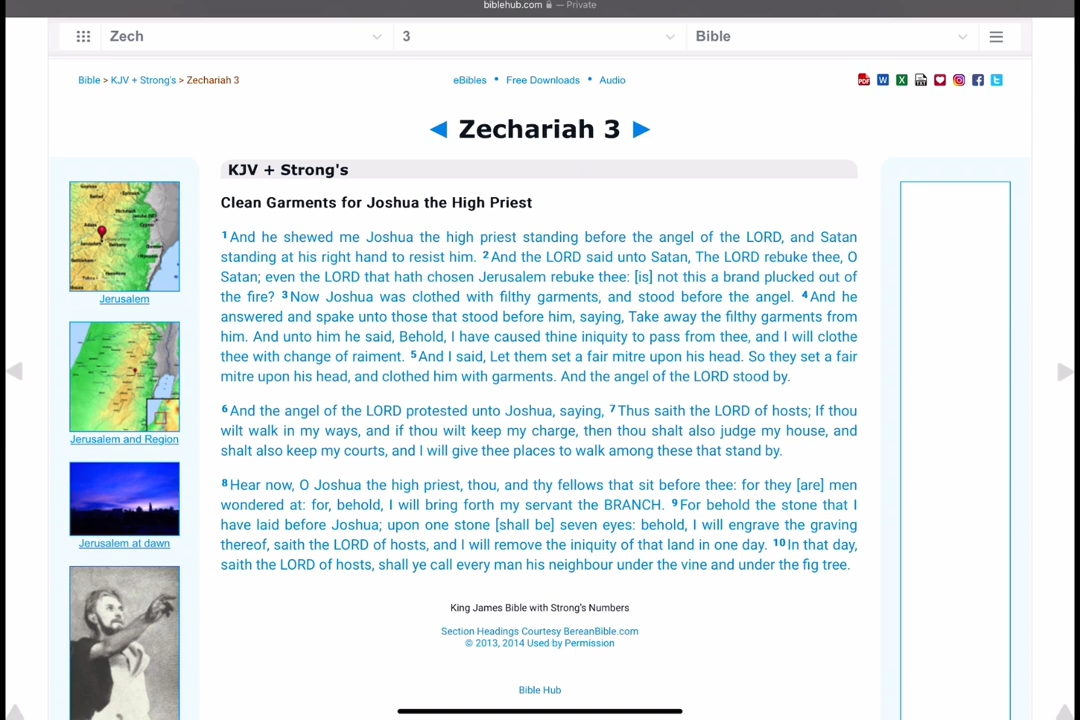 biblehub.com — Private
Zech 3 Bible
Bible > KJV + Strong's > Zechariah 3 eBibles • Free Downloads • Audio
◄ Zechariah 3 ►
KJV + Strong's
Clean Garments for Joshua the High Priest
1And he shewed me Joshua the high priest standing before the angel of the LORD, and Satan
standing at his right hand to resist him. 2And the LORD said unto Satan, The LORD rebuke thee, O
Satan; even the LORD that hath chosen Jerusalem rebuke thee: [is] not this a brand plucked out of
the fire? 3Now Joshua was clothed with filthy garments, and stood before the angel. 4And he
answered and spake unto those that stood before him, saying, Take away the filthy garments from
him. And unto him he said, Behold, I have caused thine iniquity to pass from thee, and I will clothe
thee with change of raiment. 5And I said, Let them set a fair mitre upon his head. So they set a fair
mitre upon his head, and clothed him with garments. And the angel of the LORD stood by.
6And the angel of the LORD protested unto Joshua, saying, 7Thus saith the LORD of hosts; If thou
wilt walk in my ways, and if thou wilt keep my charge, then thou shalt also judge my house, and
shalt also keep my courts, and I will give thee places to walk among these that stand by.
8Hear now, O Joshua the high priest, thou, and thy fellows that sit before thee: for they [are] men
wondered at: for, behold, I will bring forth my servant the BRANCH. 9For behold the stone that I
have laid before Joshua; upon one stone [shall be] seven eyes: behold, I will engrave the graving
thereof, saith the LORD of hosts, and I will remove the iniquity of that land in one day. 10In that day,
saith the LORD of hosts, shall ye call every man his neighbour under the vine and under the fig tree.
King James Bible with Strong's Numbers
Section Headings Courtesy BereanBible.com
© 2013, 2014 Used by Permission
Bible Hub
Jerusalem
Jerusalem and Region
Jerusalem at dawn